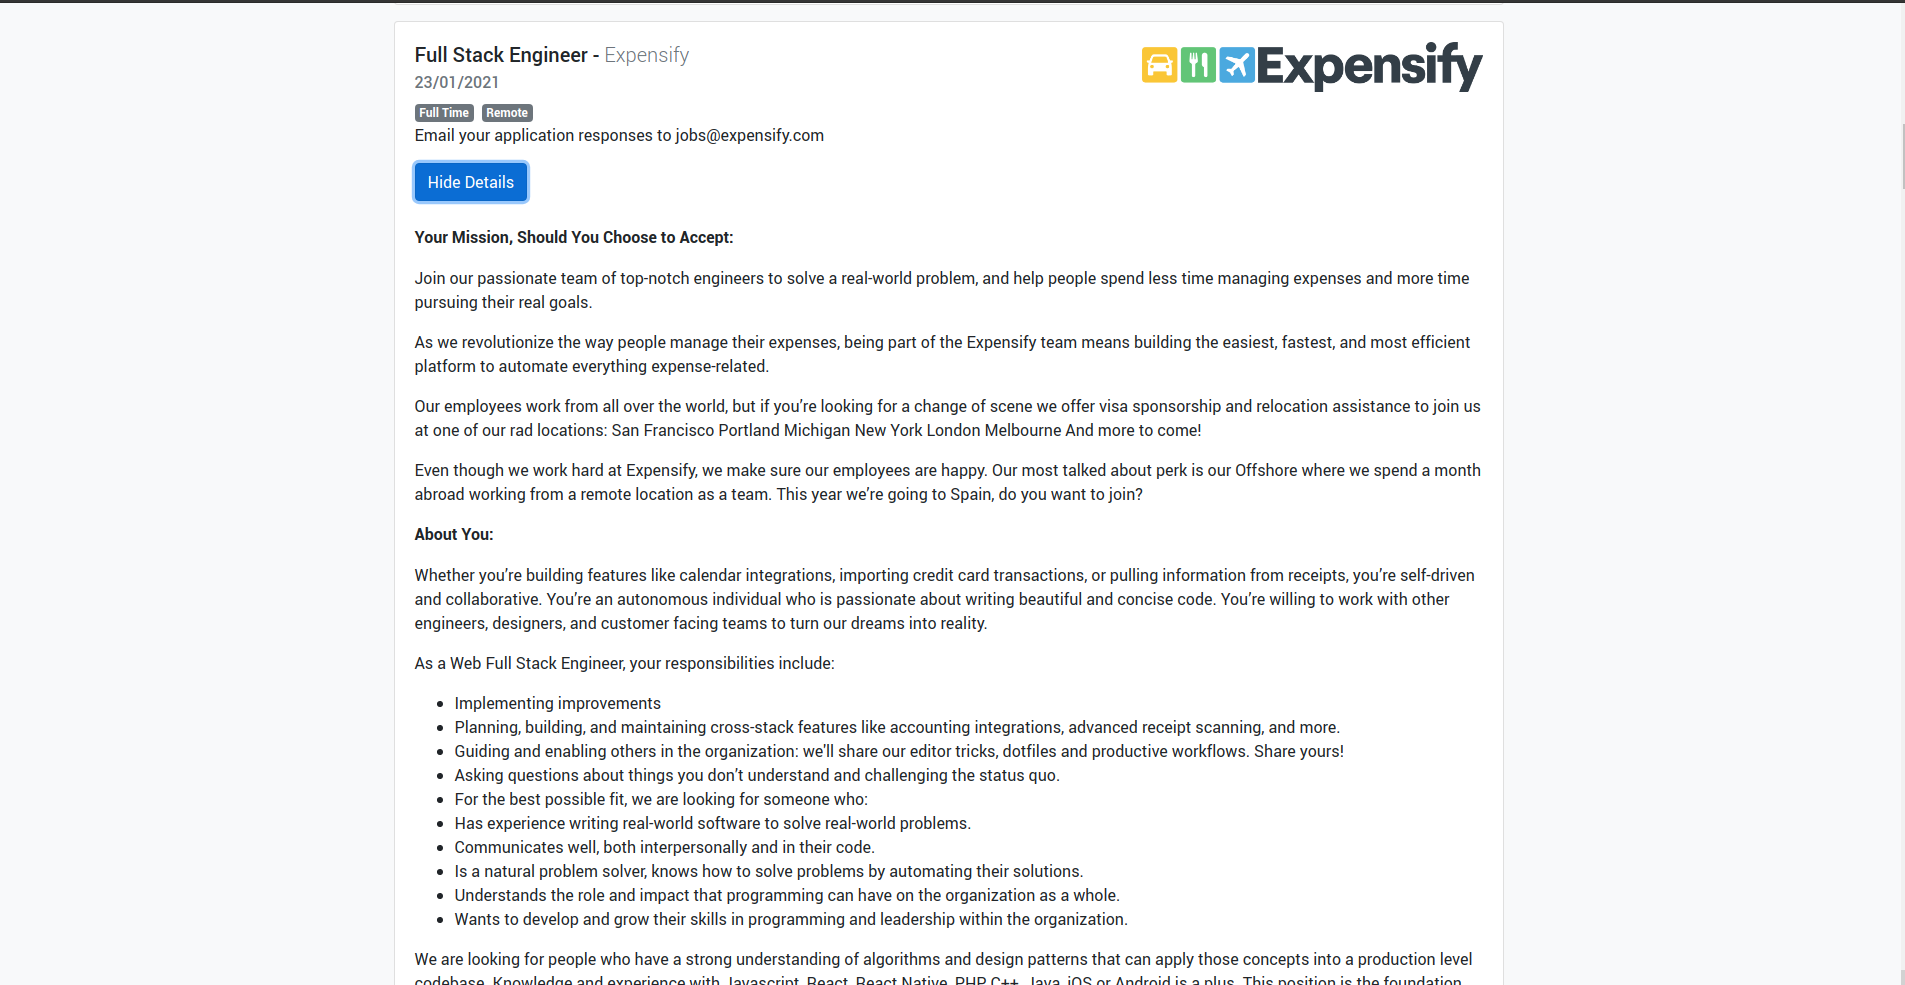 Full Stack Engineer - Expensify
Expensify
23/01/2021
Full Time Remote
Email your application responses to jobs@expensify.com
Hide Details
Your Mission, Should You Choose to Accept:
Join our passionate team of top-notch engineers to solve a real-world problem, and help people spend less time managing expenses and more time
pursuing their real goals.
As we revolutionize the way people manage their expenses, being part of the Expensify team means building the easiest, fastest, and most efficient
platform to automate everything expense-related.
Our employees work from all over the world, but if you’re looking for a change of scene we offer visa sponsorship and relocation assistance to join us
at one of our rad locations: San Francisco Portland Michigan New York London Melbourne And more to come!
Even though we work hard at Expensify, we make sure our employees are happy. Our most talked about perk is our Offshore where we spend a month
abroad working from a remote location as a team. This year we’re going to Spain, do you want to join?
About You:
Whether you’re building features like calendar integrations, importing credit card transactions, or pulling information from receipts, you’re self-driven
and collaborative. You’re an autonomous individual who is passionate about writing beautiful and concise code. You’re willing to work with other
engineers, designers, and customer facing teams to turn our dreams into reality.
As a Web Full Stack Engineer, your responsibilities include:
• Implementing improvements
• Planning, building, and maintaining cross-stack features like accounting integrations, advanced receipt scanning, and more.
• Guiding and enabling others in the organization: we'll share our editor tricks, dotfiles and productive workflows. Share yours!
• Asking questions about things you don’t understand and challenging the status quo.
• For the best possible fit, we are looking for someone who:
• Has experience writing real-world software to solve real-world problems.
• Communicates well, both interpersonally and in their code.
• Is a natural problem solver, knows how to solve problems by automating their solutions.
• Understands the role and impact that programming can have on the organization as a whole.
• Wants to develop and grow their skills in programming and leadership within the organization.
We are looking for people who have a strong understanding of algorithms and design patterns that can apply those concepts into a production level
codebase. Knowledge and experience with Javascript, React, React Native, PHP, C++, Java, iOS or Android is a plus. This position is the foundation